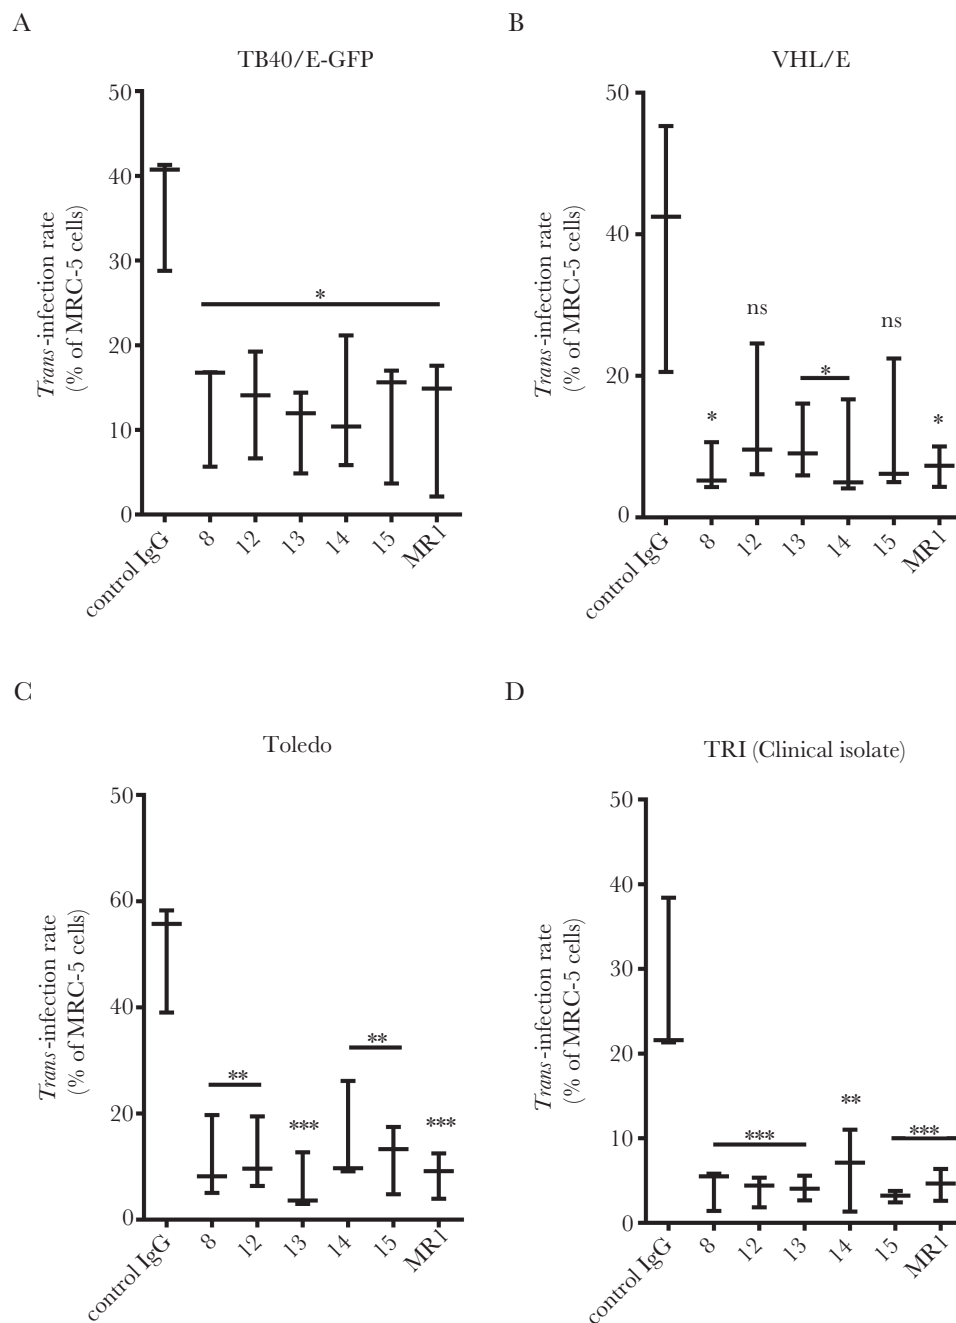 A
TB40/E-GFP
Trans-infection rate
(% of MRC-5 cells)
50
40
30
20
10
0
*
control IgG
8
12
13
14
15
MR1
B
VHL/E
Trans-infection rate
(% of MRC-5 cells)
50
40
20
0
*
ns
*
ns
*
control IgG
8
12
13
14
15
MR1
C
Toledo
Trans-infection rate
(% of MRC-5 cells)
50
60
40
20
0
**
***
**
***
control IgG
8
12
13
14
15
MR1
D
TRI (Clinical isolate)
Trans-infection rate
(% of MRC-5 cells)
50
40
30
20
10
0
***
**
***
control IgG
8
12
13
14
15
MR1